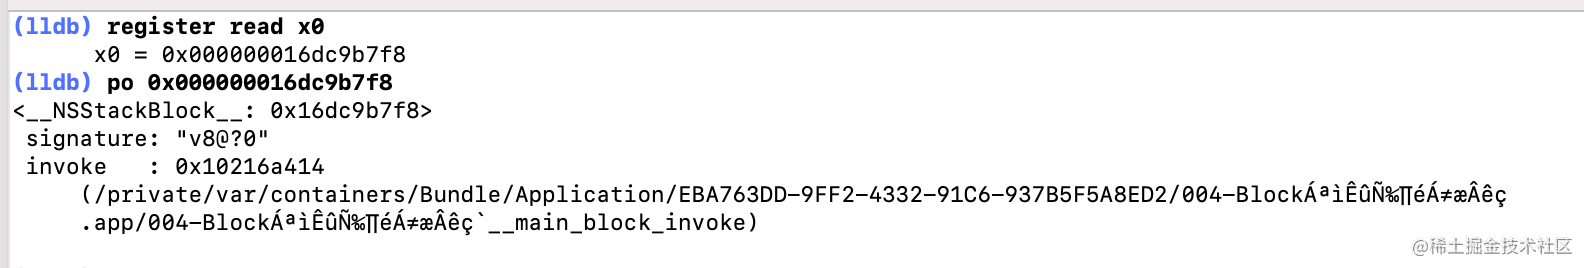 (lldb) register read x0
x0 = 0x000000016dc9b7f8
(lldb) po 0x000000016dc9b7f8
<__NSStackBlock__: 0x16dc9b7f8>
signature: "v8@?0"
invoke : 0x10216a414
(/private/var/containers/Bundle/Application/EBA763DD-9FF2-4332-91C6-937B5F5A8ED2/004-BlockÁªìÊûÑ‰∏éÁ≠æÂêç
.app/004-BlockÁªìÊûÑ‰∏éÁ≠æÂêç`__main_block_invoke)
@稀土掘金技术社区